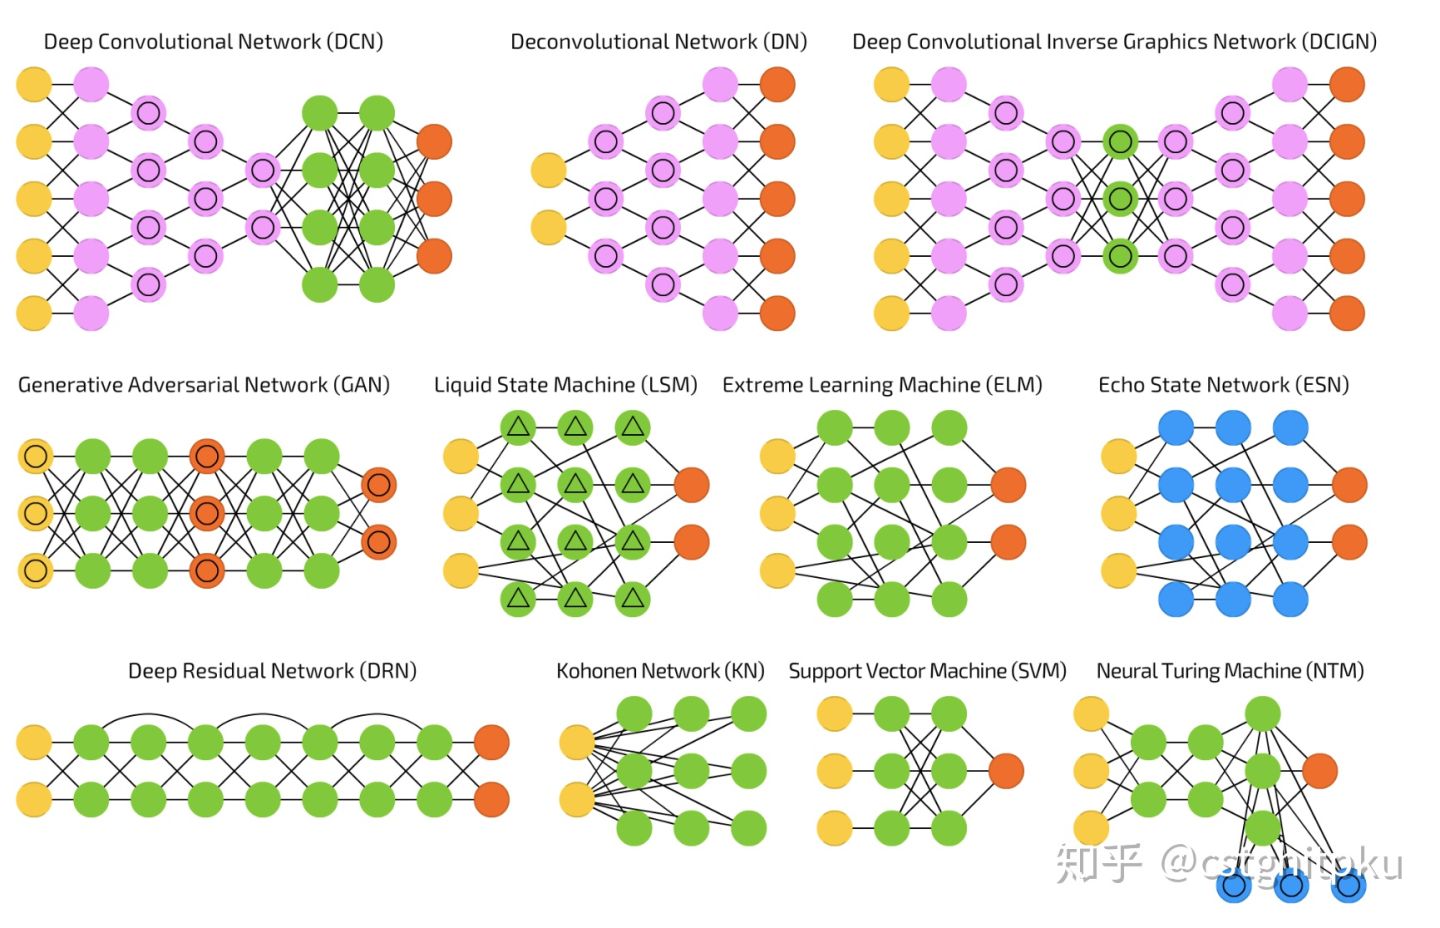 Deep Convolutional Network (DCN)
Deconvolutional Network (DN)
Deep Convolutional Inverse Graphics Network (DCIGN)
Generative Adversarial Network (GAN)
Liquid State Machine (LSM)
Extreme Learning Machine (ELM)
Echo State Network (ESN)
Deep Residual Network (DRN)
Kohonen Network (KN)
Support Vector Machine (SVM)
Neural Turing Machine (NTM)
知乎 @cstghitpku